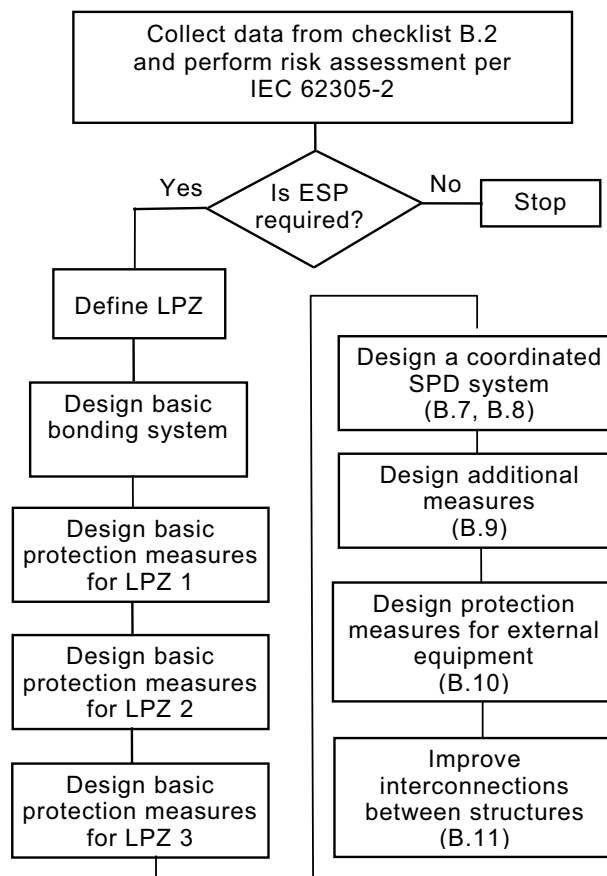 Collect data from checklist B.2
and perform risk assessment per
IEC 62305-2
Yes
Is ESP
required?
No
Stop
Define LPZ
Design basic
bonding system
Design basic
protection measures
for LPZ 1
Design basic
protection measures
for LPZ 2
Design basic
protection measures
for LPZ 3
Design a coordinated
SPD system
(B.7, B.8)
Design additional
measures
(B.9)
Design protection
measures for external
equipment
(B.10)
Improve
interconnections
between structures
(B.11)